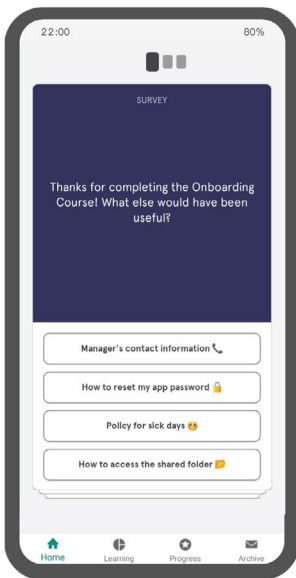 22:00 80%
SURVEY
Thanks for completing the Onboarding
Course! What else would have been
useful?
Manager's contact information 📞
How to reset my app password 🔒
Policy for sick days 🤒
How to access the shared folder 📂
Home Learning Progress Archive